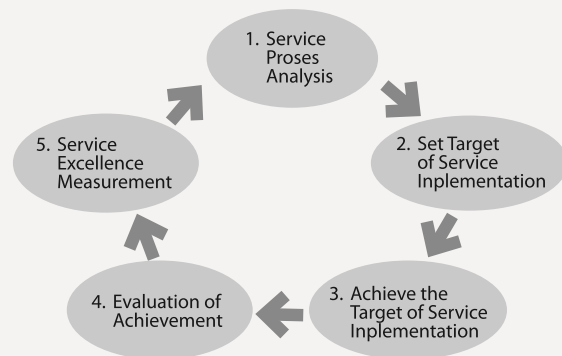 1. Service
Proses
Analysis
2. Set Target
of Service
Inplementation
3. Achieve the
Target of Service
Inplementation
4. Evaluation of
Achievement
5. Service
Excellence
Measurement